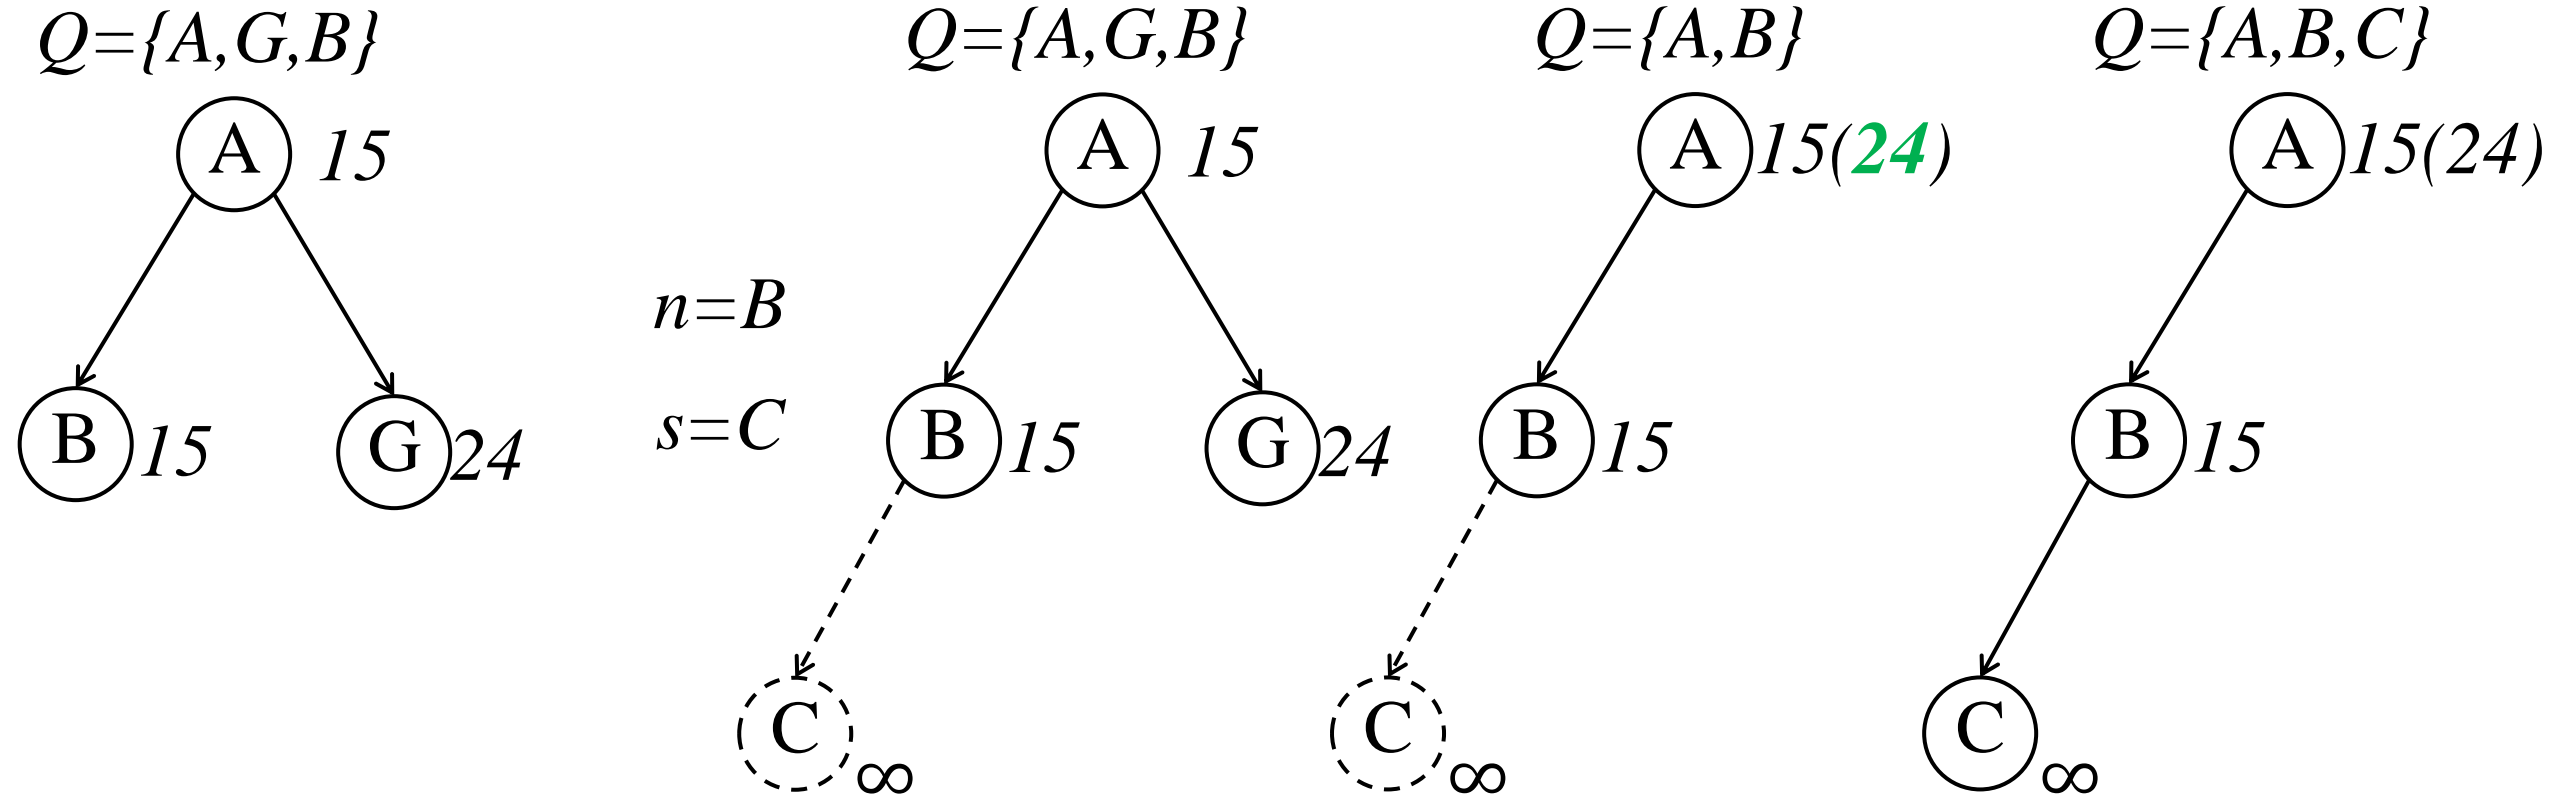 Q={A,G,B}
A 15
B 15
G 24
n=B
s=C
Q={A,G,B}
A 15
B 15
G 24
C ∞
Q={A,B}
A 15(24)
B 15
C ∞
Q={A,B,C}
A 15(24)
B 15
C ∞